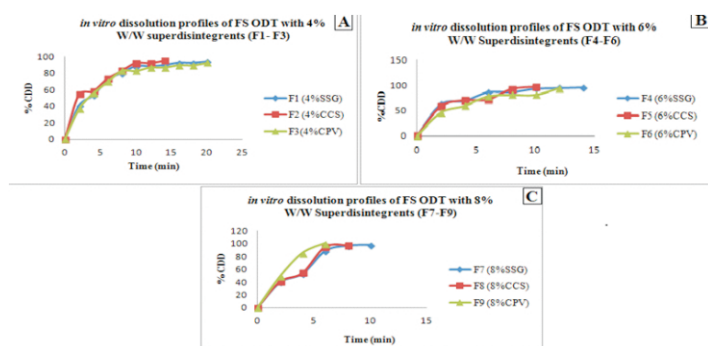 in vitro dissolution profiles of FS ODT with 4%
W/W superdisintegrents (F1- F3)
A
100
80
60
40
20
0
%CDD
0 5 10 15 20 25
Time (min)
F1 (4%SSG)
F2 (4%CCS)
F3 (4%CPV)
in vitro dissolution profiles of FS ODT with 6%
W/W Superdisintegrents (F4-F6)
B
150
100
50
0
%CDD
0 5 10 15
Time (min)
F4 (6%SSG)
F5 (6%CCS)
F6 (6%CPV)
in vitro dissolution profiles of FS ODT with 8%
W/W Superdisintegrents (F7-F9)
C
120
100
80
60
40
20
0
%CDD
0 5 10 15
Time (min)
F7 (8%SSG)
F8 (8%CCS)
F9 (8%CPV)